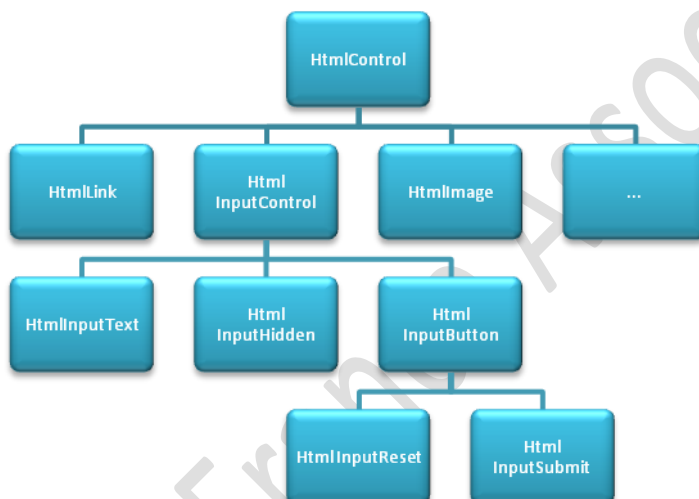 HtmlControl
HtmlLink
Html
InputControl
HtmlImage
...
HtmlInputText
Html
InputHidden
Html
InputButton
HtmlInputReset
Html
InputSubmit